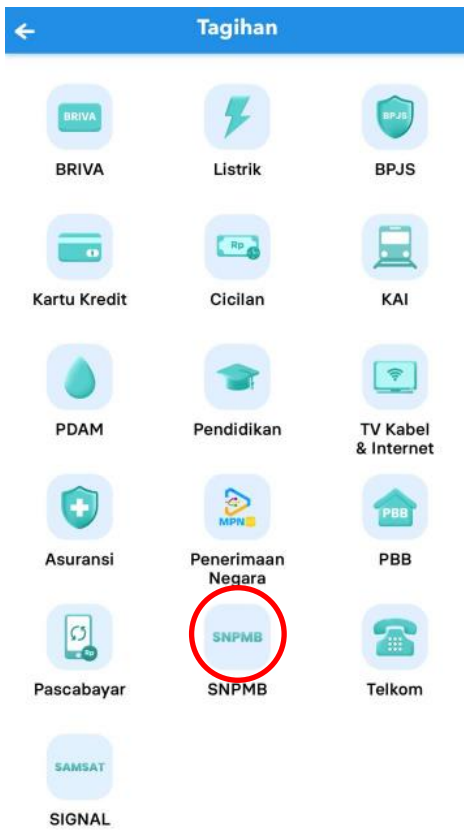 Tagihan
BRIVA
BPJS
BRIVA
Listrik
BPJS
Rp
Kartu Kredit
Cicilan
KAI
PDAM
Pendidikan
TV Kabel
& Internet
MPN
PBB
Asuransi
Penerimaan
Negara
PBB
Rp
SNPMB
Pascabayar
SNPMB
Telkom
SAMSAT
SIGNAL